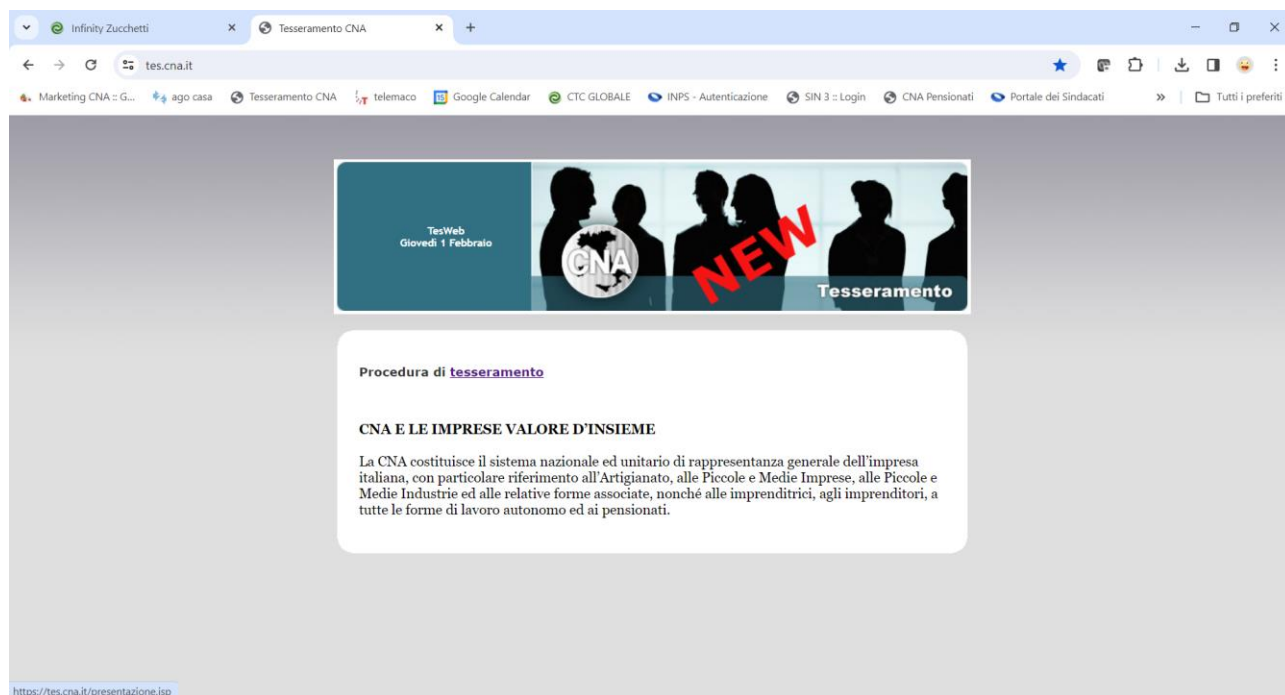 Infinity Zucchetti
Tesseramento CNA
tes.cna.it
Marketing CNA :: G...
ago casa
Tesseramento CNA
telemaco
Google Calendar
CTC GLOBALE
INPS - Autenticazione
SIN 3 :: Login
CNA Pensionati
Portale dei Sindacati
»
Tutti i preferiti
TesWeb
Giovedì 1 Febbraio
CNA
NEW
Tesseramento
Procedura di tesseramento
CNA E LE IMPRESE VALORE D’INSIEME
La CNA costituisce il sistema nazionale ed unitario di rappresentanza generale dell’impresa
italiana, con particolare riferimento all’Artigianato, alle Piccole e Medie Imprese, alle Piccole e
Medie Industrie ed alle relative forme associate, nonché alle imprenditrici, agli imprenditori, a
tutte le forme di lavoro autonomo ed ai pensionati.
https://tes.cna.it/presentazione.jsp